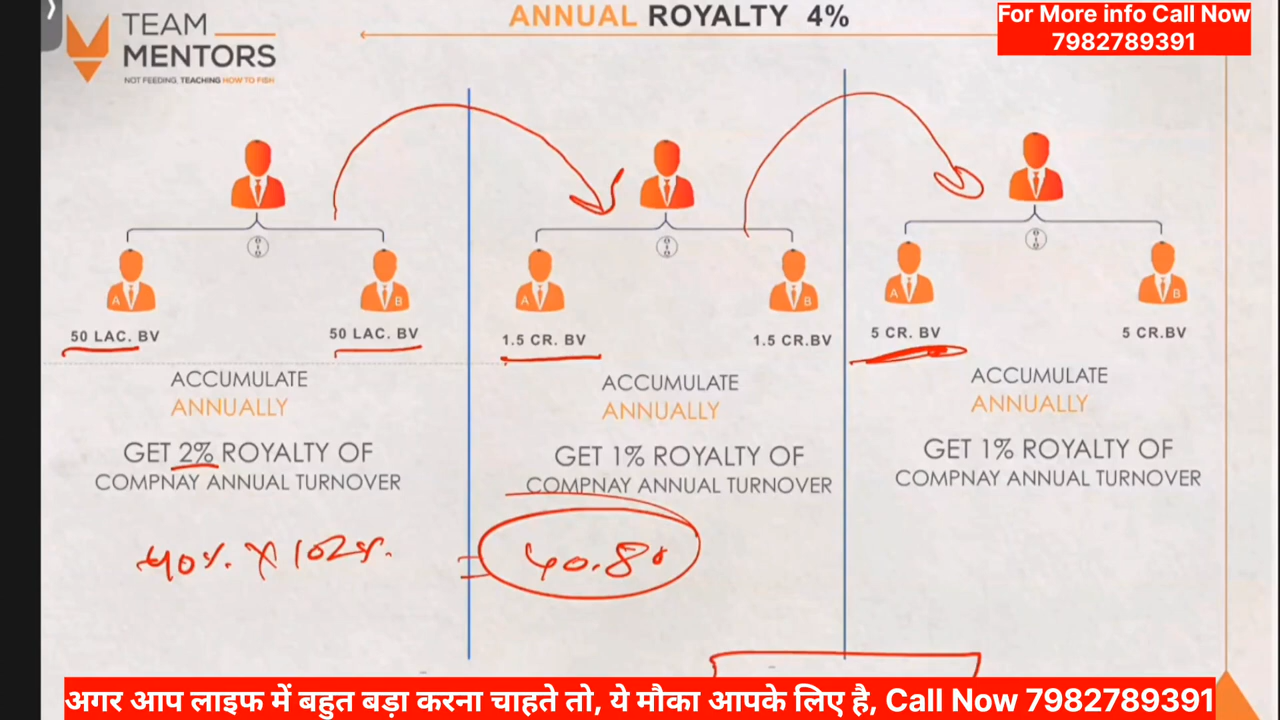 ANNUAL ROYALTY 4%
For More info Call Now
7982789391
TEAM
MENTORS
NOT FEEDING, TEACHING HOW TO FISH
A
B
A
B
A
B
50 LAC. BV
50 LAC. BV
1.5 CR. BV
1.5 CR.BV
5 CR. BV
5 CR.BV
ACCUMULATE
ANNUALLY
GET 2% ROYALTY OF
COMPNAY ANNUAL TURNOVER
ACCUMULATE
ANNUALLY
GET 1% ROYALTY OF
COMPNAY ANNUAL TURNOVER
ACCUMULATE
ANNUALLY
GET 1% ROYALTY OF
COMPNAY ANNUAL TURNOVER
40%. X 102%. = 40.8
अगर आप लाइफ में बहुत बड़ा करना चाहते तो, ये मौका आपके लिए है, Call Now 7982789391